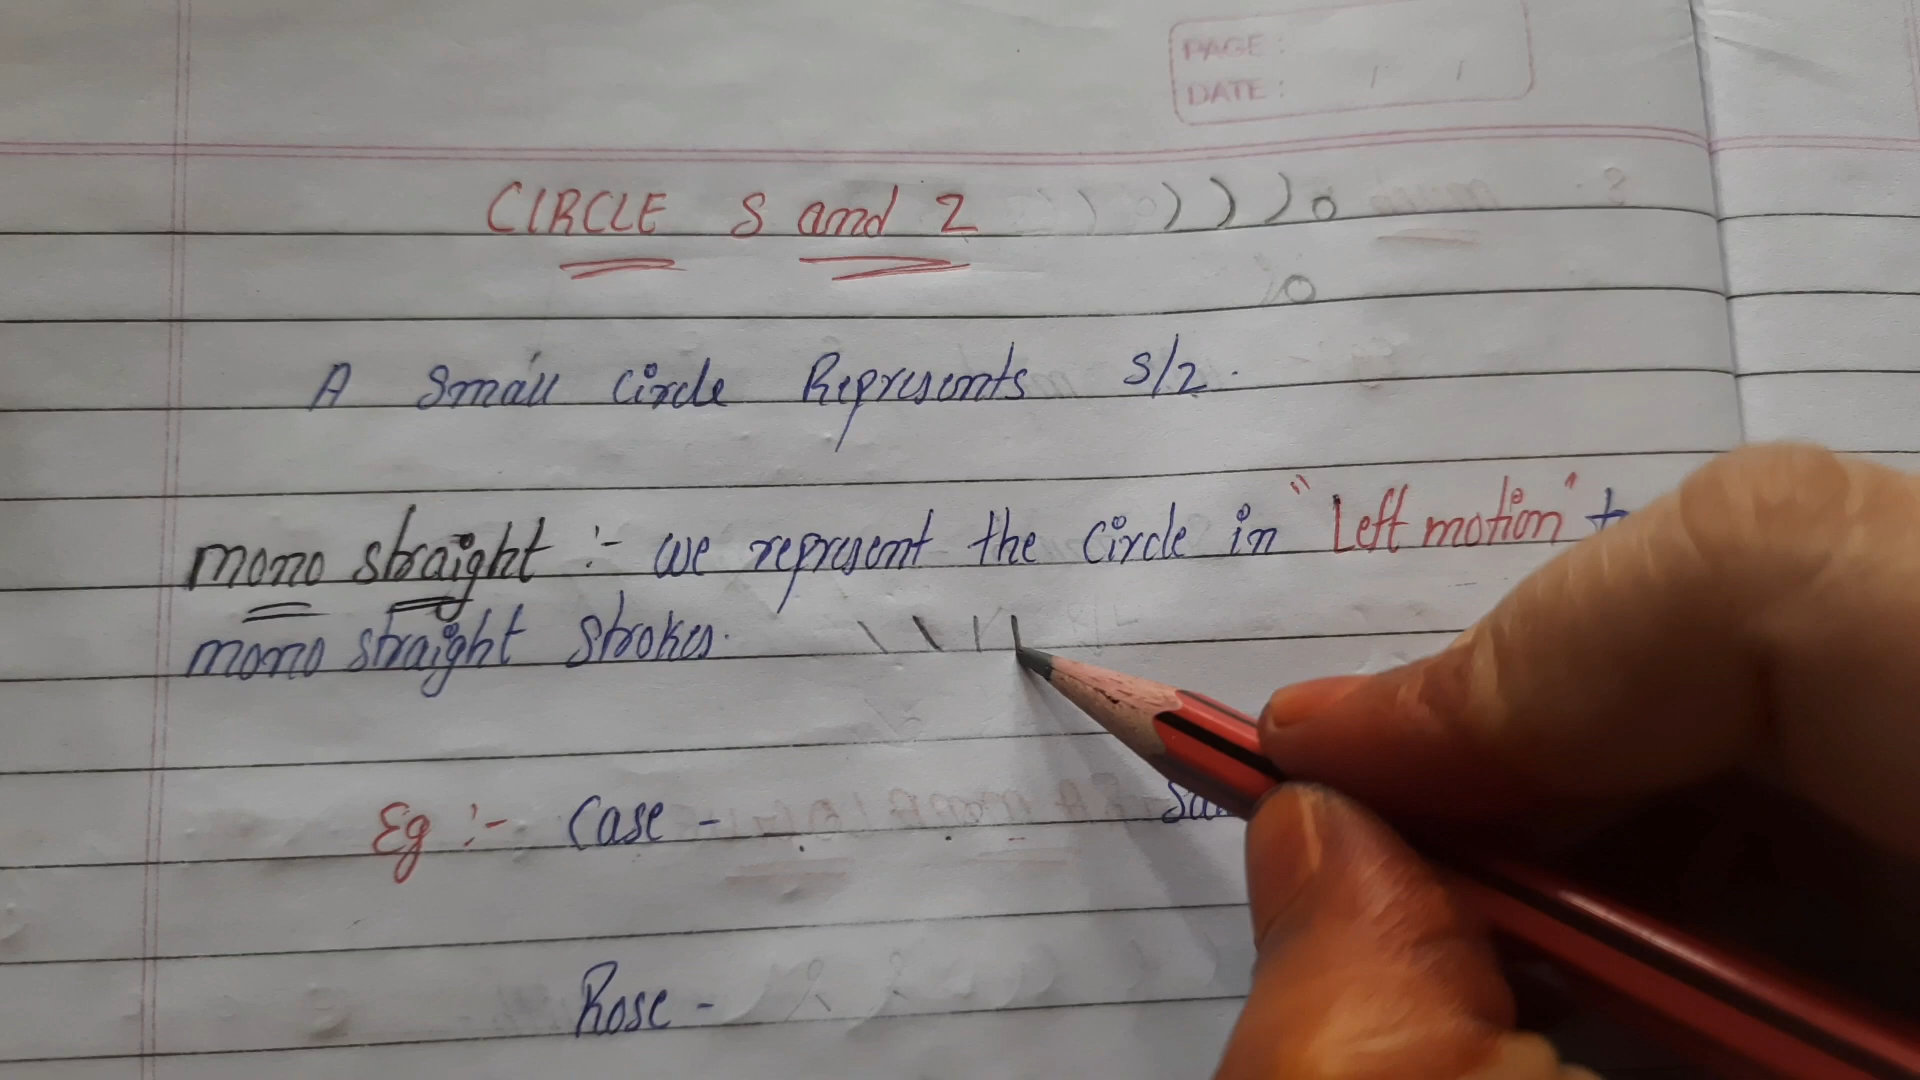 PAGE :
DATE : / /
CIRCLE S and Z
A Small Circle Represents S/Z.
mono straight :- we represent the Circle in "Left motion"
mono straight Strokes.
Eg :- Case -
Rose -